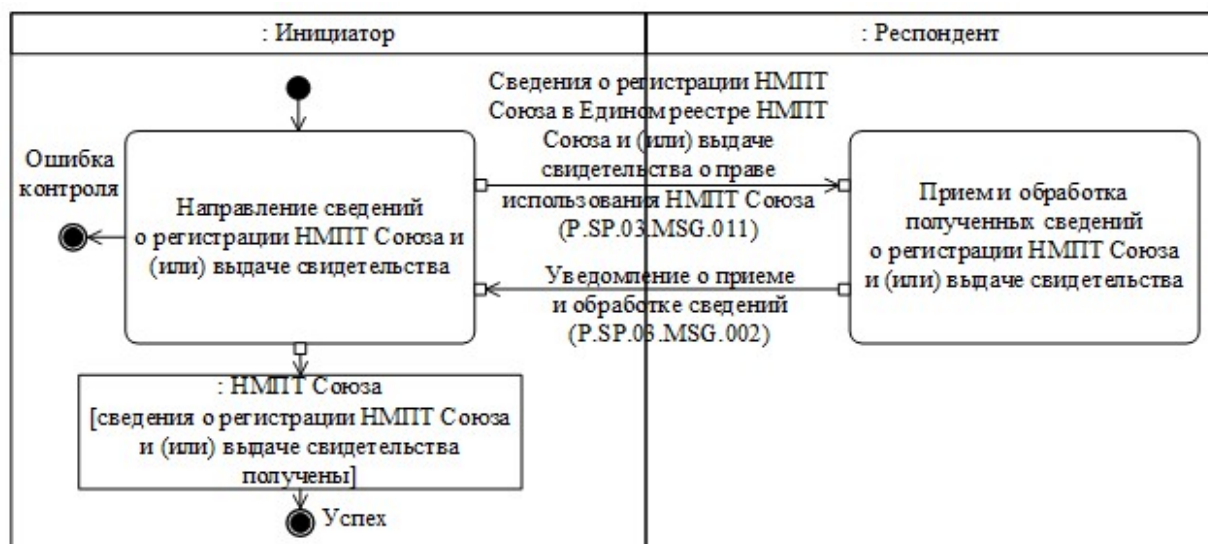 : Инициатор
: Респондент
Сведения о регистрации НМПТ
Союза в Едином реестре НМПТ
Союза и (или) выдаче
свидетельства о праве
использования НМПТ Союза
(P.SP.03.MSG.011)
Ошибка
контроля
Направление сведений
о регистрации НМПТ Союза и
(или) выдаче свидетельства
Прием и обработка
полученных сведений
о регистрации НМПТ Союза
и (или) выдаче свидетельства
Уведомление о приеме
и обработке сведений
(P.SP.03.MSG.002)
: НМПТ Союза
[сведения о регистрации НМПТ Союза
и (или) выдаче свидетельства
получены]
Успех